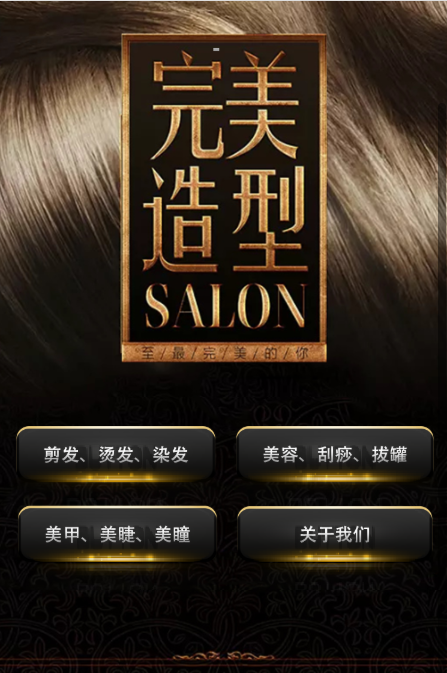 完美
造型
SALON
至/最/完/美/的/你
剪发、烫发、染发
美容、刮痧、拔罐
美甲、美睫、美瞳
关于我们